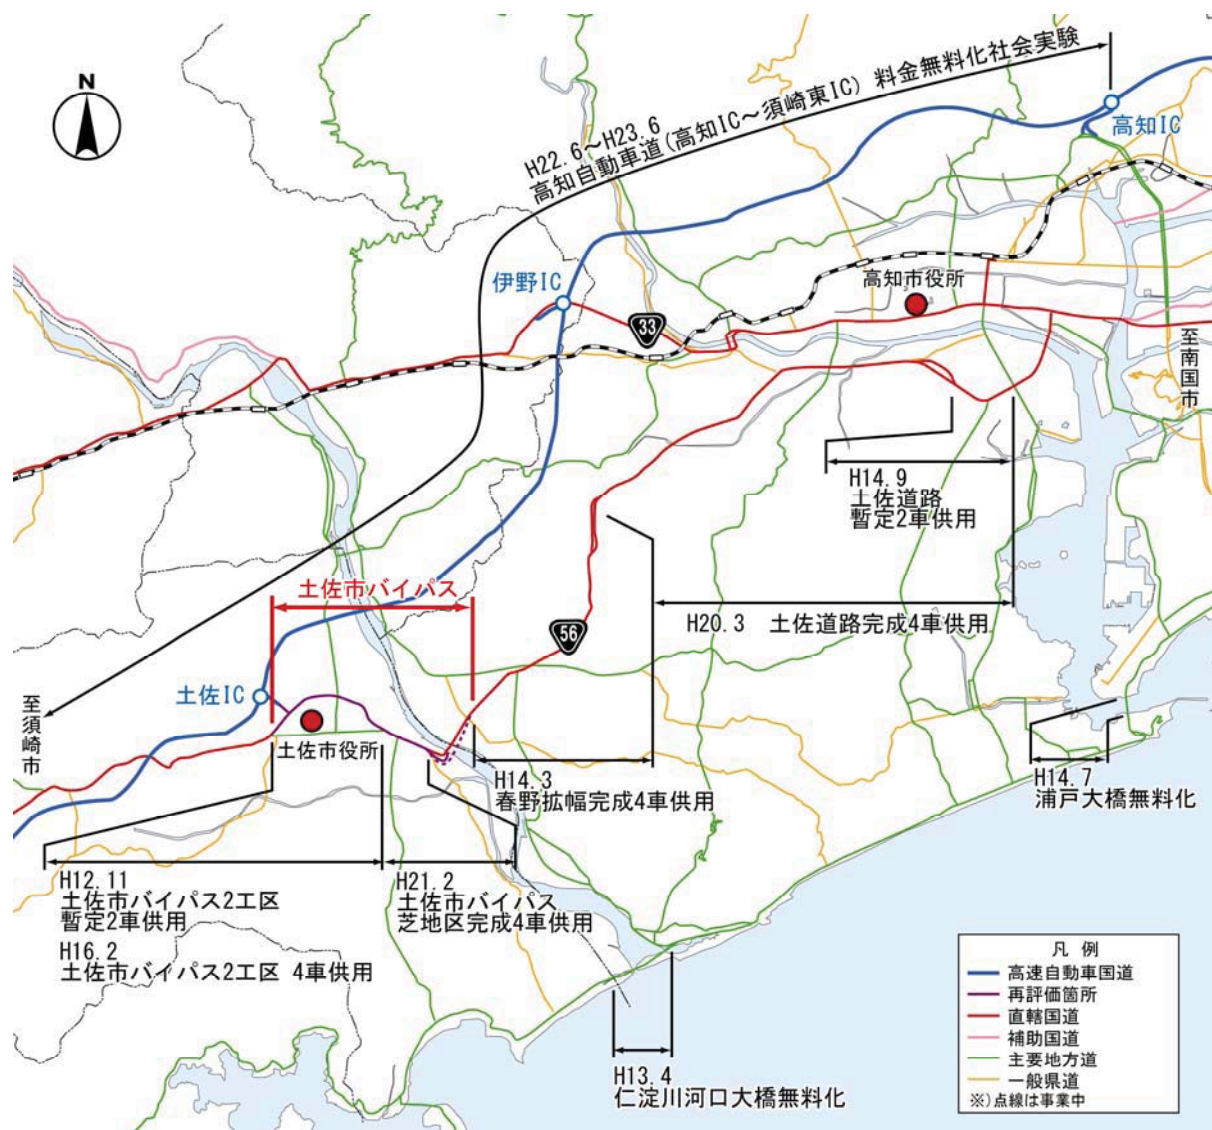 N
H22.6～H23.6
高知自動車道(高知IC～須崎東IC) 料金無料化社会実験
高知IC
伊野IC
33
高知市役所
至南国市
H14.9
土佐道路
暫定2車供用
土佐市バイパス
56
H20.3 土佐道路完成4車供用
土佐IC
至須崎市
土佐市役所
H14.3
春野拡幅完成4車供用
H14.7
浦戸大橋無料化
H12.11
土佐市バイパス2工区
暫定2車供用
H16.2
土佐市バイパス2工区 4車供用
H21.2
土佐市バイパス
芝地区完成4車供用
H13.4
仁淀川河口大橋無料化
凡 例
高速自動車国道
再評価箇所
直轄国道
補助国道
主要地方道
一般県道
※)点線は事業中